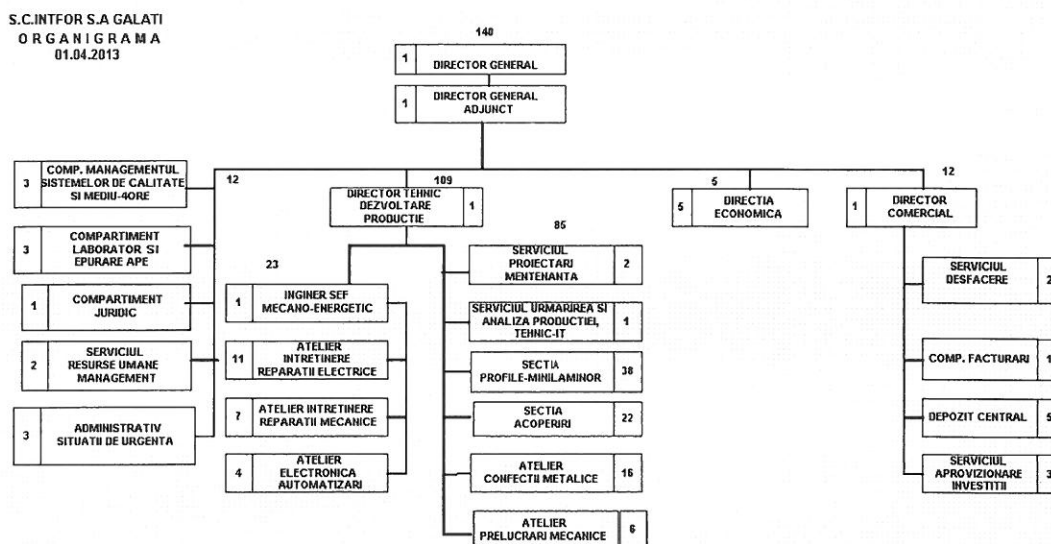 S.C.INTFOR S.A GALATI
ORGANIGRAMA
01.04.2013
140
1
DIRECTOR GENERAL
1
DIRECTOR GENERAL
ADJUNCT
12
109
5
12
3
COMP. MANAGEMENTUL
SISTEMELOR DE CALITATE
SI MEDIU-4ORE
3
COMPARTIMENT
LABORATOR SI
EPURARE APE
1
COMPARTIMENT
JURIDIC
2
SERVICIUL
RESURSE UMANE
MANAGEMENT
3
ADMINISTRATIV
SITUATII DE URGENTA
DIRECTOR TEHNIC
DEZVOLTARE
PRODUCTIE
1
23
1
INGINER SEF
MECANO-ENERGETIC
11
ATELIER
INTRETINERE
REPARATII ELECTRICE
7
ATELIER INTRETINERE
REPARATII MECANICE
4
ATELIER
ELECTRONICA
AUTOMATIZARI
85
SERVICIUL
PROIECTARI
MENTENANTA
2
SERVICIUL URMARIREA SI
ANALIZA PRODUCTIEI,
TEHNIC-IT
1
SECTIA
PROFILE-MINILAMINOR
38
SECTIA
ACOPERIRI
22
ATELIER
CONFECTII METALICE
16
ATELIER
PRELUCRARI MECANICE
6
5
DIRECTIA
ECONOMICA
1
DIRECTOR
COMERCIAL
SERVICIUL
DESFACERE
2
COMP. FACTURARI
1
DEPOZIT CENTRAL
5
SERVICIUL
APROVIZIONARE
INVESTITII
3